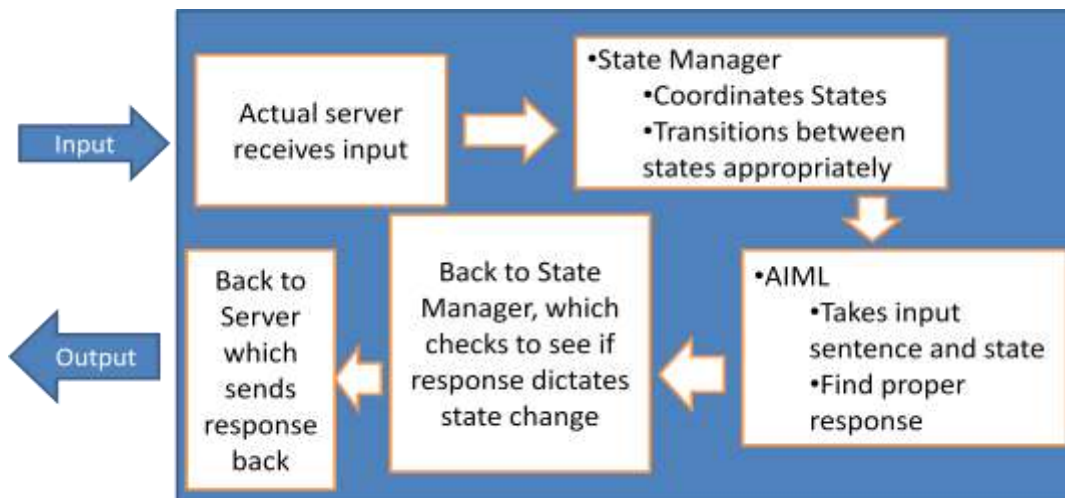 Input
Actual server
receives input
•State Manager
•Coordinates States
•Transitions between
states appropriately
•AIML
•Takes input
sentence and state
•Find proper
response
Back to State
Manager, which
checks to see if
response dictates
state change
Back to
Server
which
sends
response
back
Output